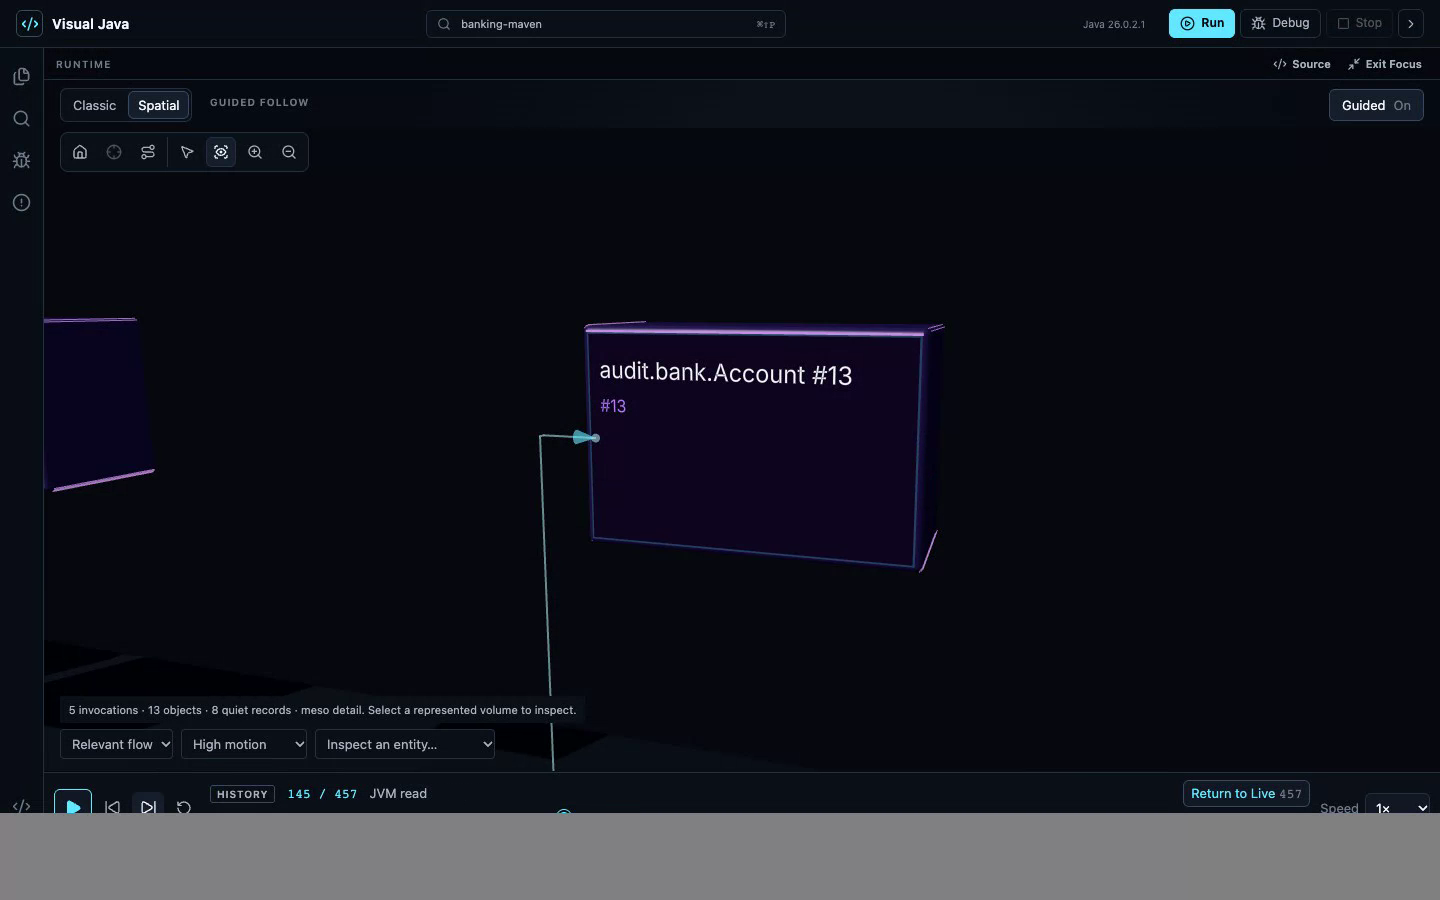 Visual Java
banking-maven
⌘⇧P
Java 26.0.2.1
Run
Debug
Stop
RUNTIME
Source
Exit Focus
Classic
Spatial
GUIDED FOLLOW
Guided On
audit.bank.Account #13
#13
5 invocations · 13 objects · 8 quiet records · meso detail. Select a represented volume to inspect.
Relevant flow
High motion
Inspect an entity...
HISTORY
145 / 457
JVM read
Return to Live 457
Speed
1×